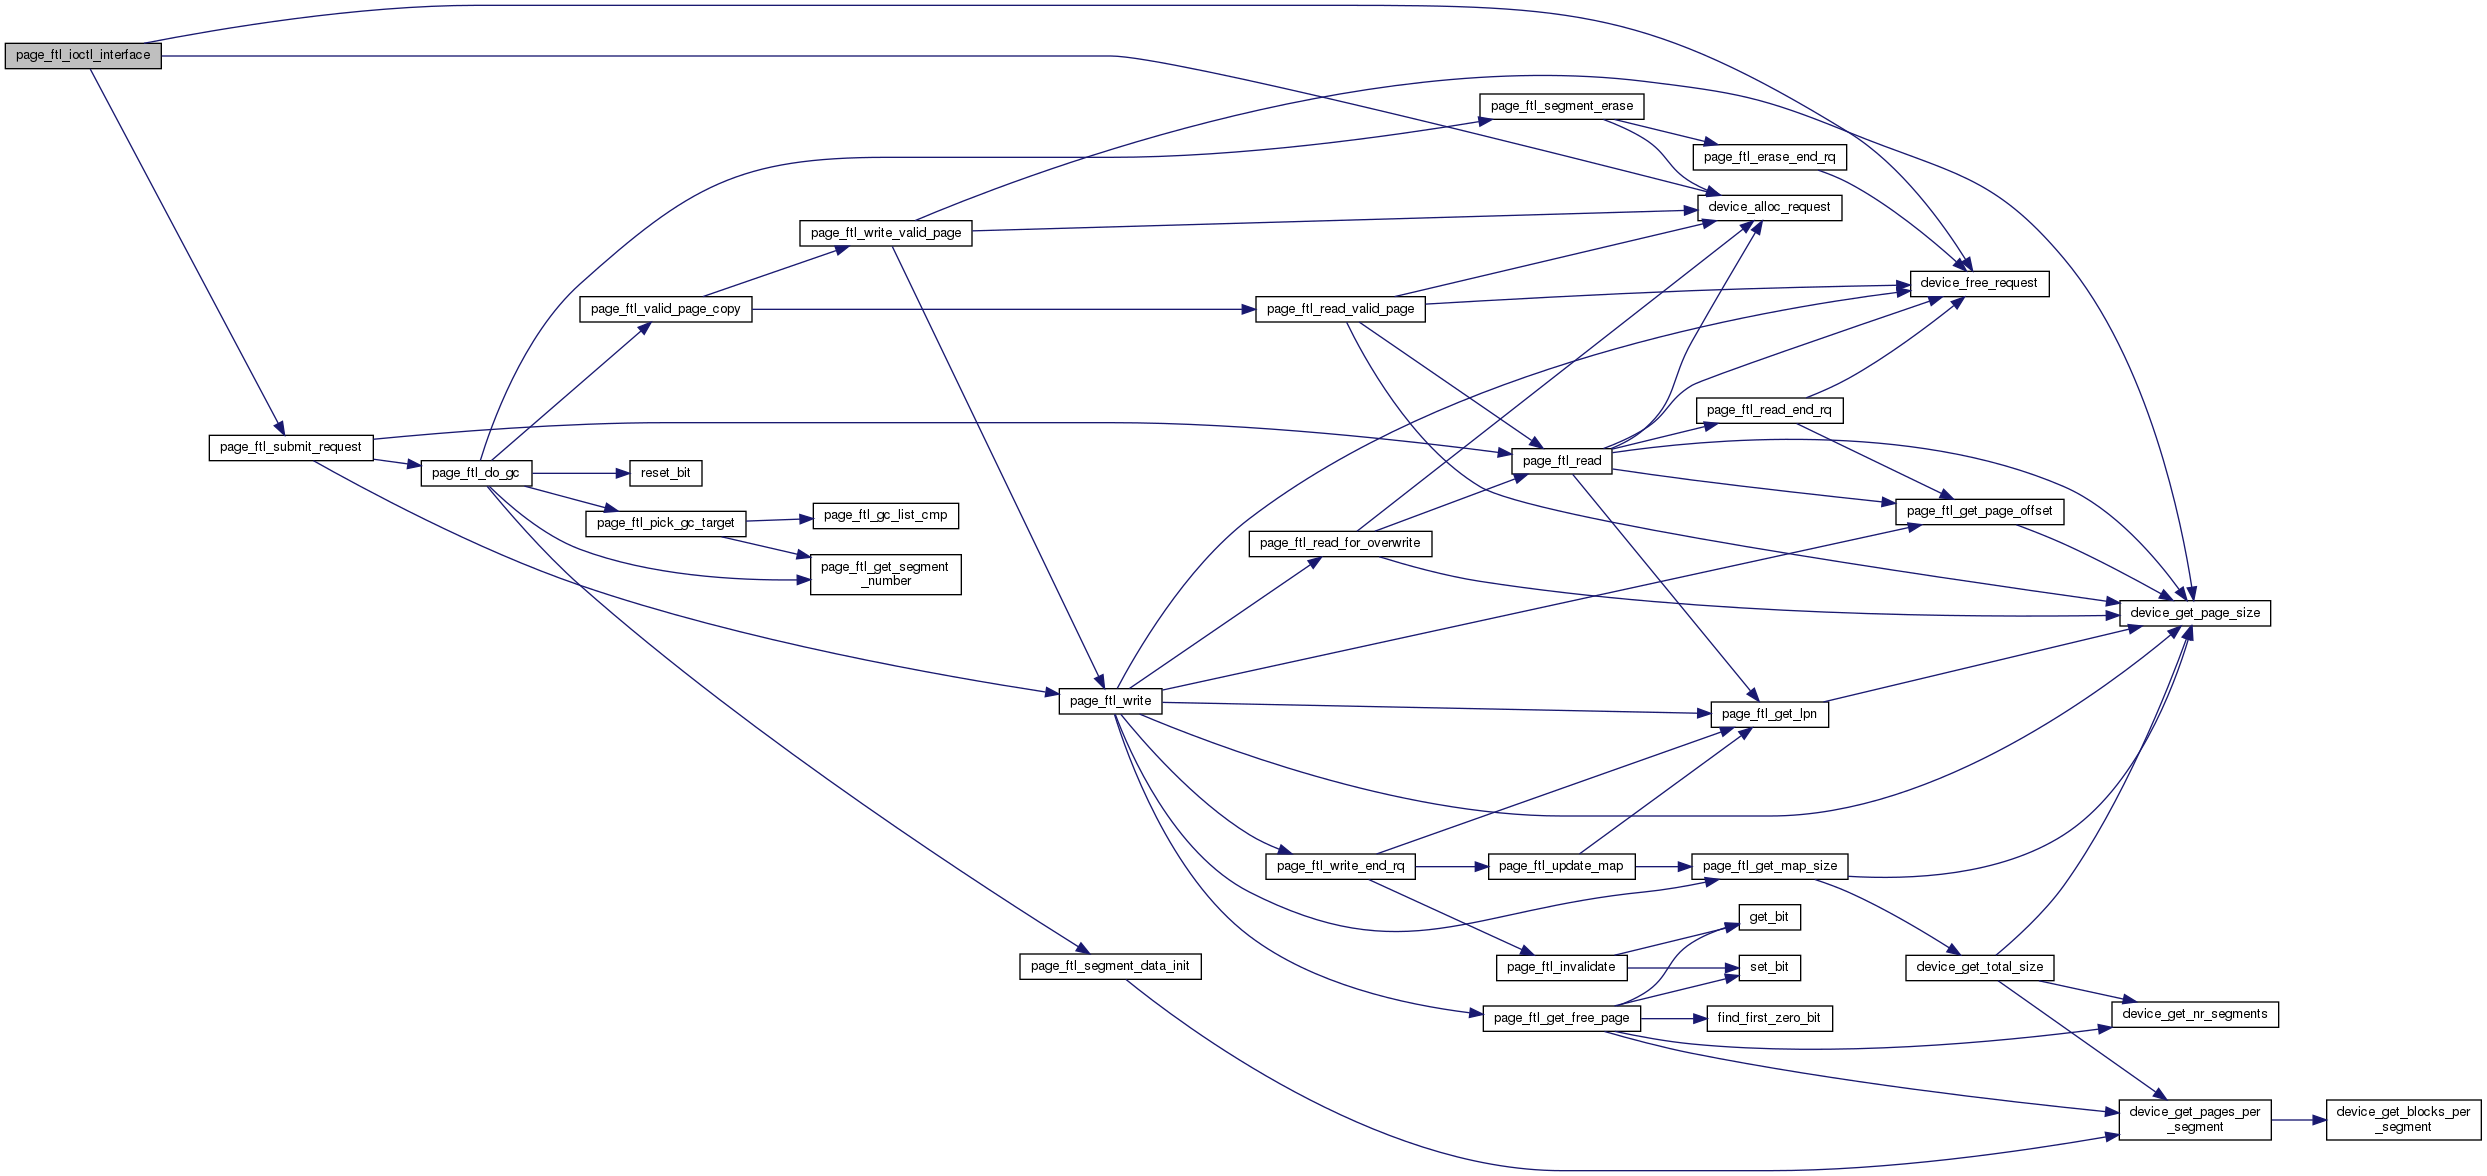 page_ftl_ioctl_interface
page_ftl_segment_erase
page_ftl_erase_end_rq
device_alloc_request
page_ftl_write_valid_page
device_free_request
page_ftl_valid_page_copy
page_ftl_read_valid_page
page_ftl_read_end_rq
page_ftl_submit_request
page_ftl_do_gc
reset_bit
page_ftl_read
page_ftl_pick_gc_target
page_ftl_gc_list_cmp
page_ftl_get_page_offset
page_ftl_read_for_overwrite
page_ftl_get_segment
_number
device_get_page_size
page_ftl_write
page_ftl_get_lpn
page_ftl_write_end_rq
page_ftl_update_map
page_ftl_get_map_size
get_bit
page_ftl_segment_data_init
page_ftl_invalidate
set_bit
device_get_total_size
page_ftl_get_free_page
find_first_zero_bit
device_get_nr_segments
device_get_pages_per
_segment
device_get_blocks_per
_segment